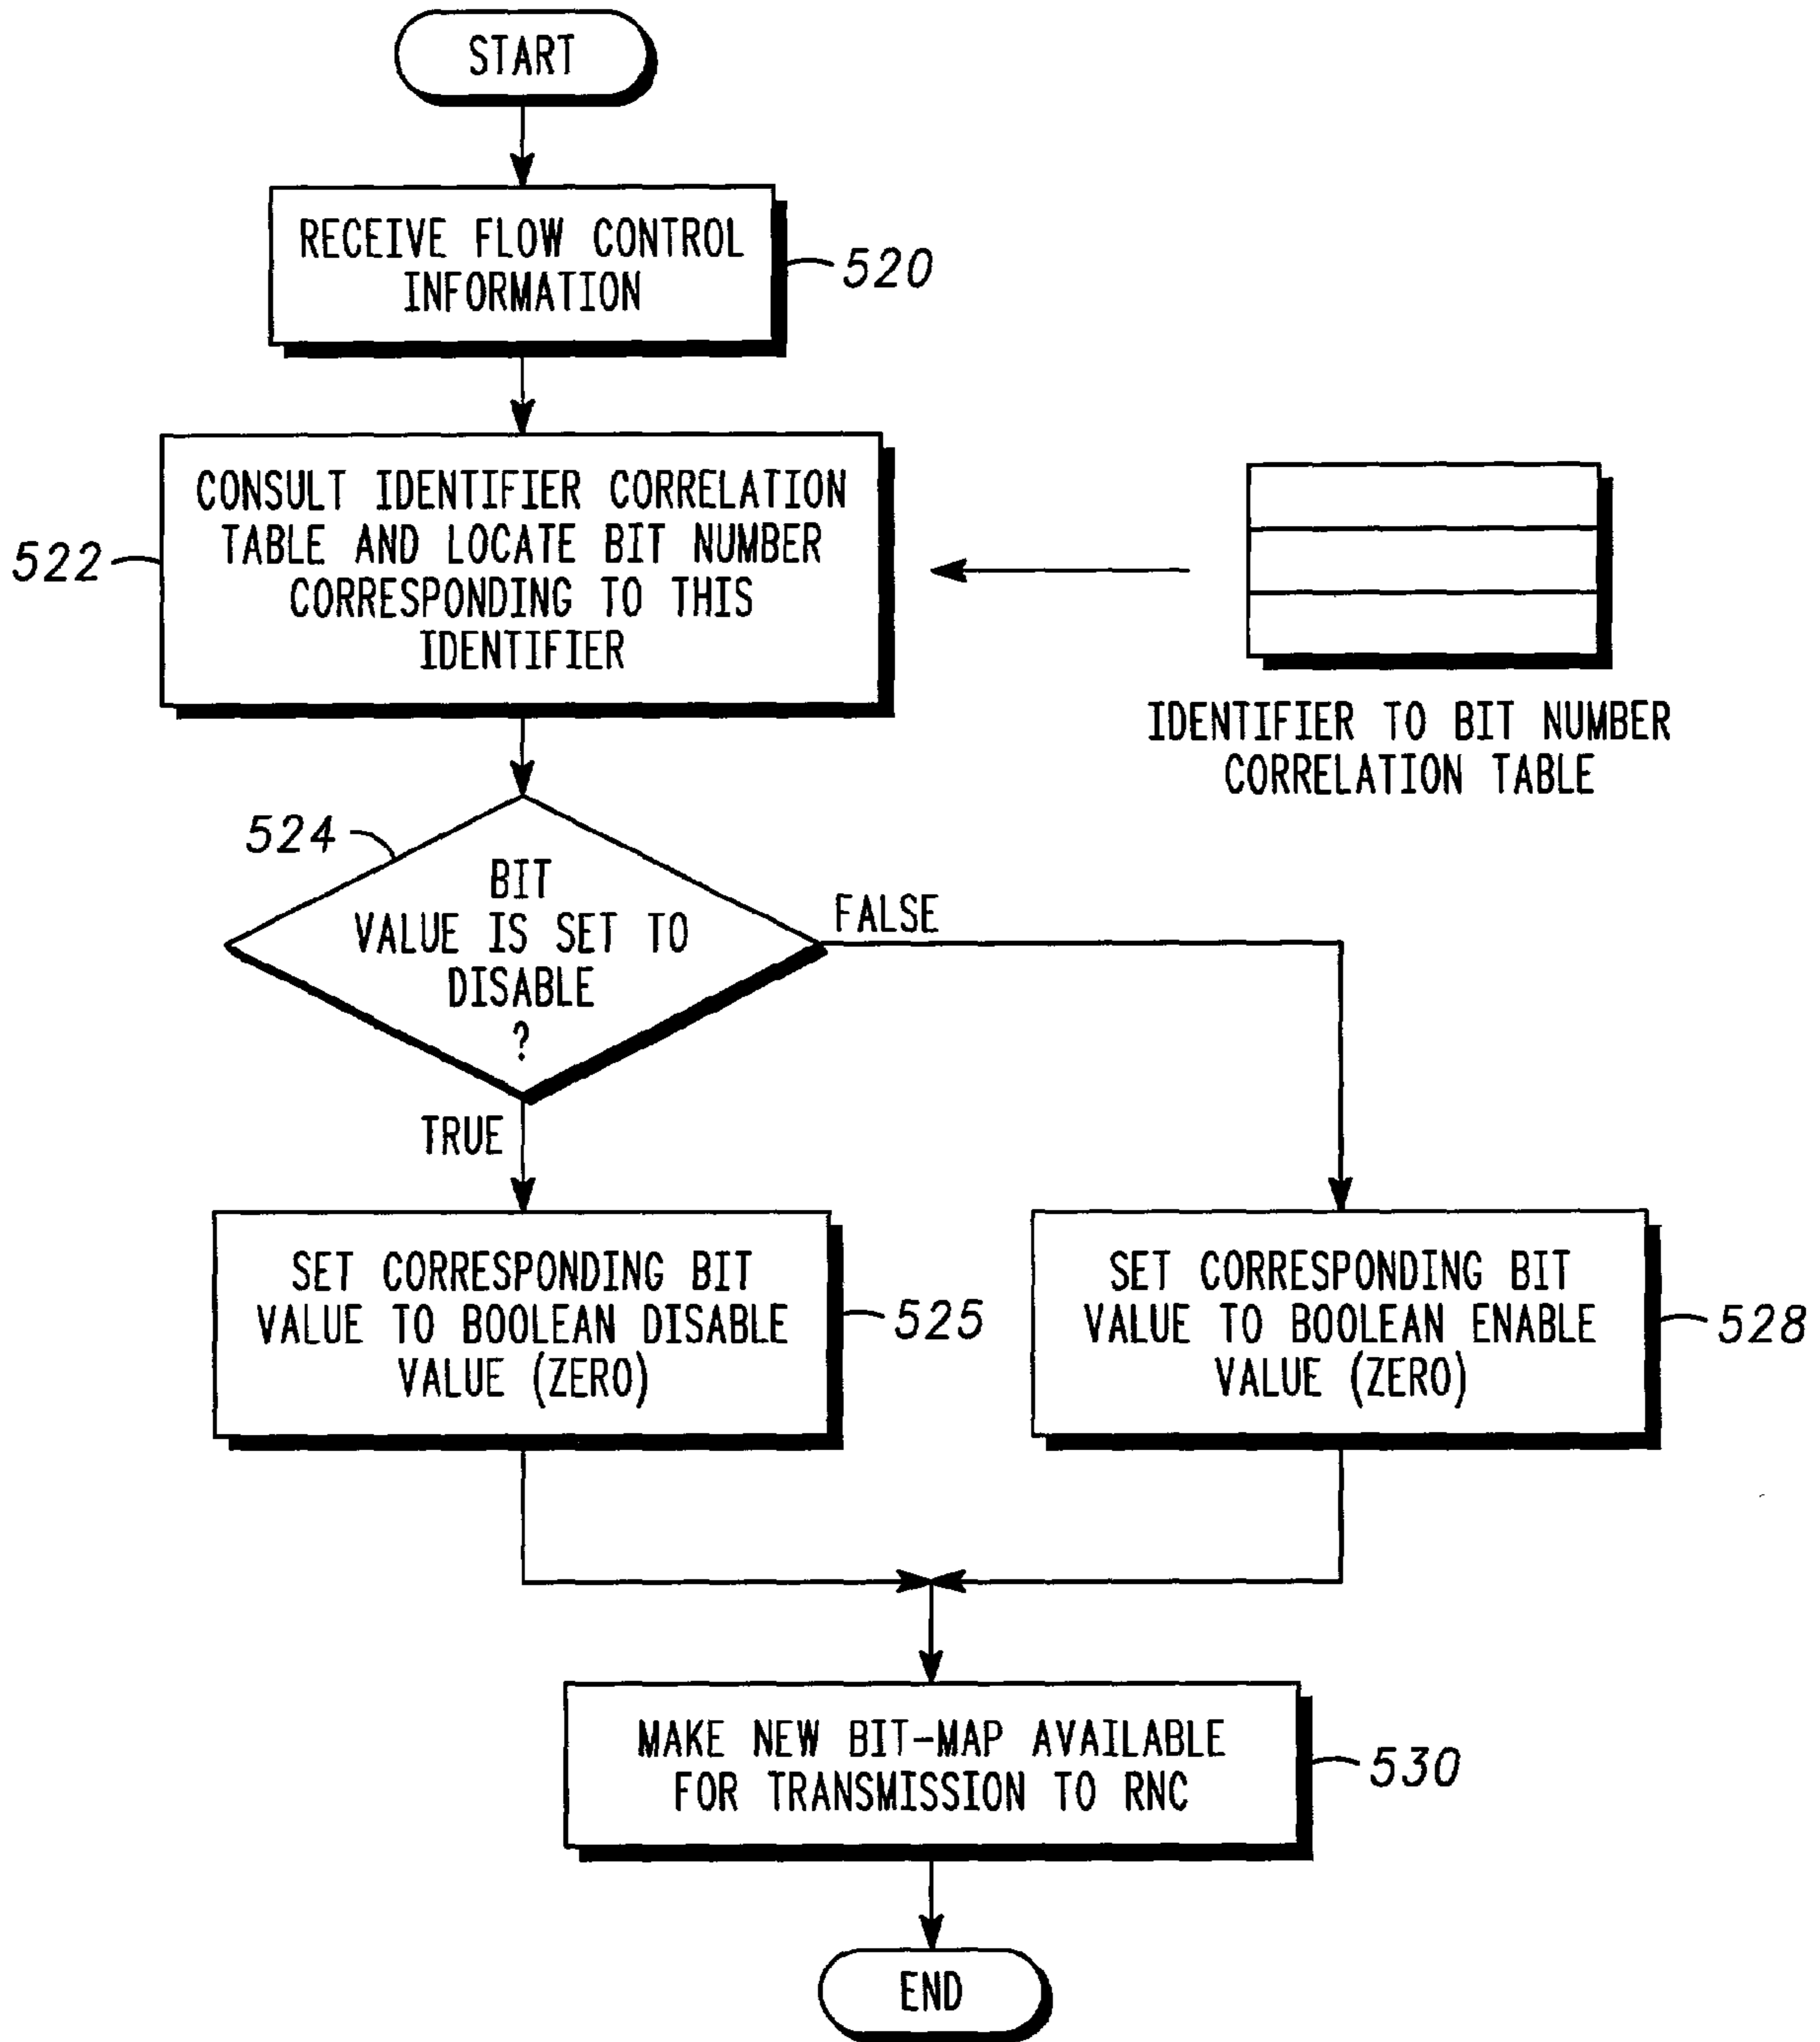 START
RECEIVE FLOW CONTROL
INFORMATION
520
CONSULT IDENTIFIER CORRELATION
TABLE AND LOCATE BIT NUMBER
CORRESPONDING TO THIS
IDENTIFIER
522
IDENTIFIER TO BIT NUMBER
CORRELATION TABLE
524
BIT
VALUE IS SET TO
DISABLE
?
FALSE
TRUE
SET CORRESPONDING BIT
VALUE TO BOOLEAN DISABLE
VALUE (ZERO)
525
SET CORRESPONDING BIT
VALUE TO BOOLEAN ENABLE
VALUE (ZERO)
528
MAKE NEW BIT-MAP AVAILABLE
FOR TRANSMISSION TO RNC
530
END